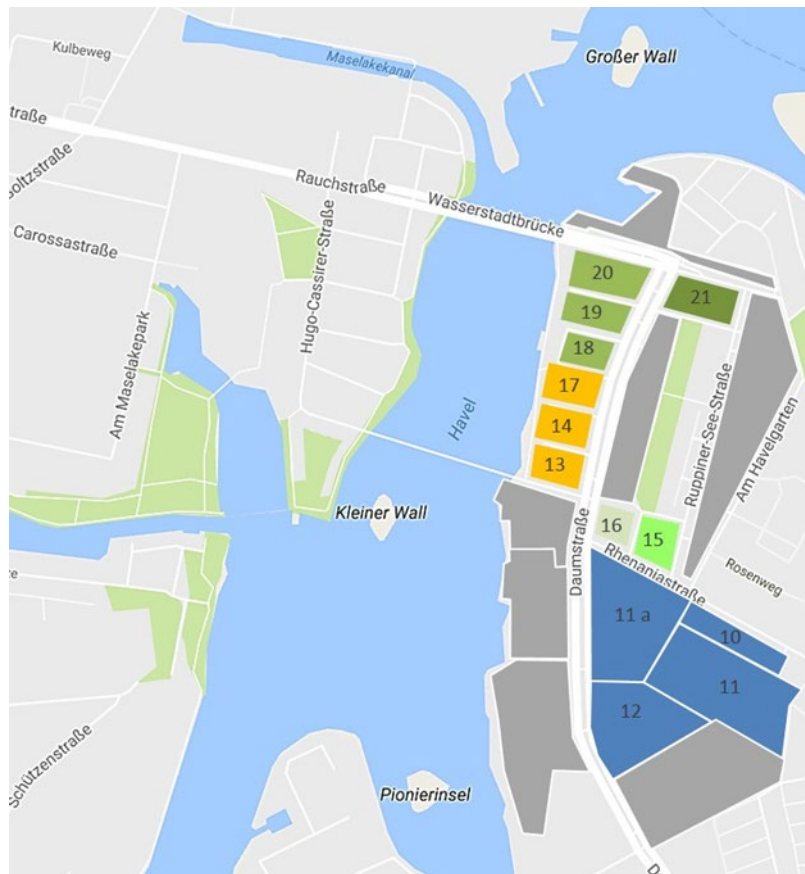 Großer Wall
Kulbeweg
Maselakekanal
straße
Goltzstraße
Rauchstraße
Wasserstadtbrücke
Carossastraße
Hugo-Cassirer-Straße
Am Maselakepark
20
21
19
18
17
14
13
Havel
Ruppiner-See-Straße
Am Havelgarten
Kleiner Wall
16
15
Daumstraße
Rhenaniastraße
Rosenweg
11 a
10
11
12
Schützenstraße
Pionierinsel
D